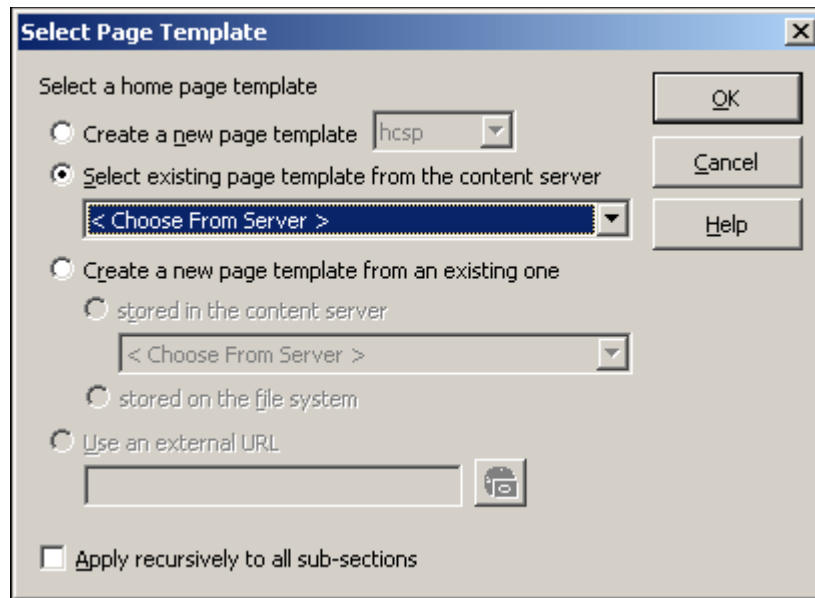 Select Page Template
Select a home page template
OK
Create a new page template hcsp
Cancel
Select existing page template from the content server
< Choose From Server >
Help
Create a new page template from an existing one
stored in the content server
< Choose From Server >
stored on the file system
Use an external URL
Apply recursively to all sub-sections